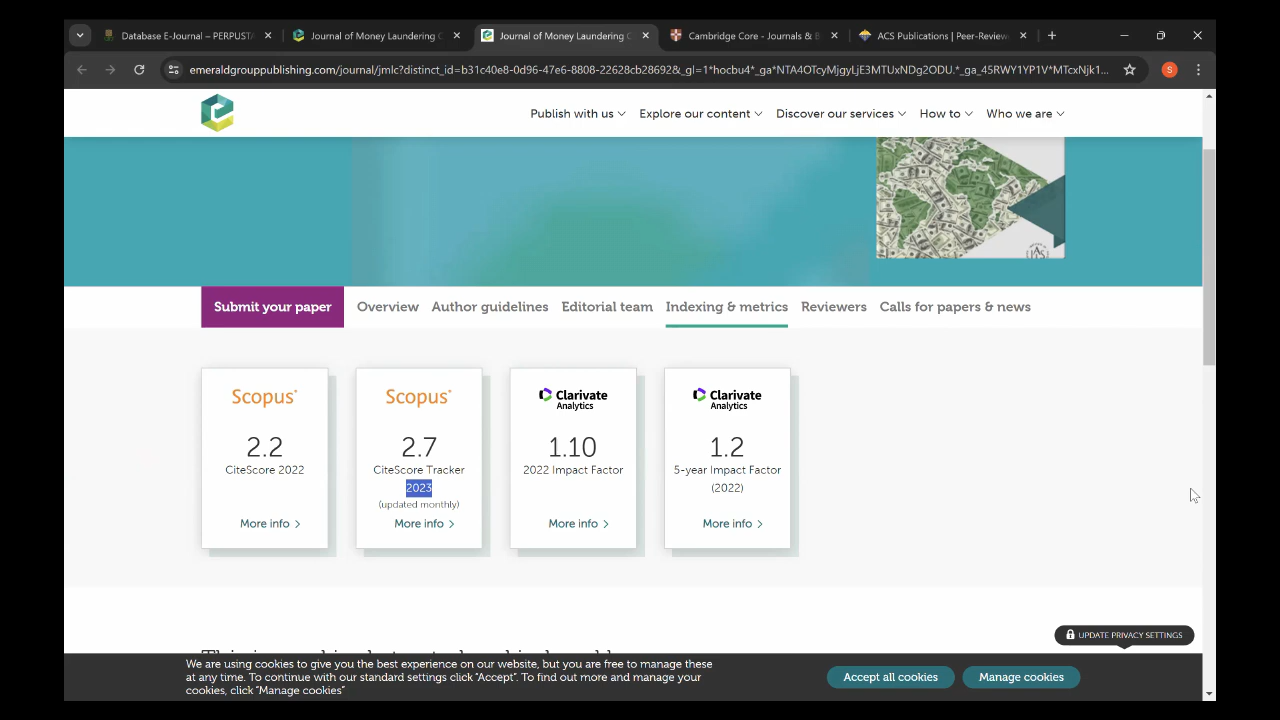 Database E-Journal – PERPUSTA
Journal of Money Laundering C
Journal of Money Laundering C
Cambridge Core - Journals & B
ACS Publications | Peer-Review
emeraldgrouppublishing.com/journal/jmlc?distinct_id=b31c40e8-0d96-47e6-8808-22628cb28692&_gl=1*hocbu4*_ga*NTA4OTcyMjgyLjE3MTUxNDg2ODU.*_ga_45RWY1YP1V*MTcxNjk1...
S
Publish with us
Explore our content
Discover our services
How to
Who we are
Submit your paper
Overview
Author guidelines
Editorial team
Indexing & metrics
Reviewers
Calls for papers & news
Scopus
2.2
CiteScore 2022
More info
Scopus
2.7
CiteScore Tracker
2023
(updated monthly)
More info
Clarivate
Analytics
1.10
2022 Impact Factor
More info
Clarivate
Analytics
1.2
5-year Impact Factor
(2022)
More info
UPDATE PRIVACY SETTINGS
We are using cookies to give you the best experience on our website, but you are free to manage these
at any time. To continue with our standard settings click "Accept". To find out more and manage your
cookies, click "Manage cookies"
Accept all cookies
Manage cookies